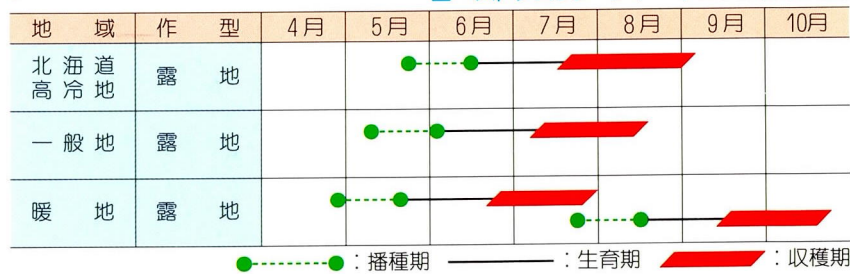 地域 作型 4月 5月 6月 7月 8月 9月 10月
北海道
高冷地 露地
一般地 露地
暖地 露地
：播種期 ：生育期 ：収穫期